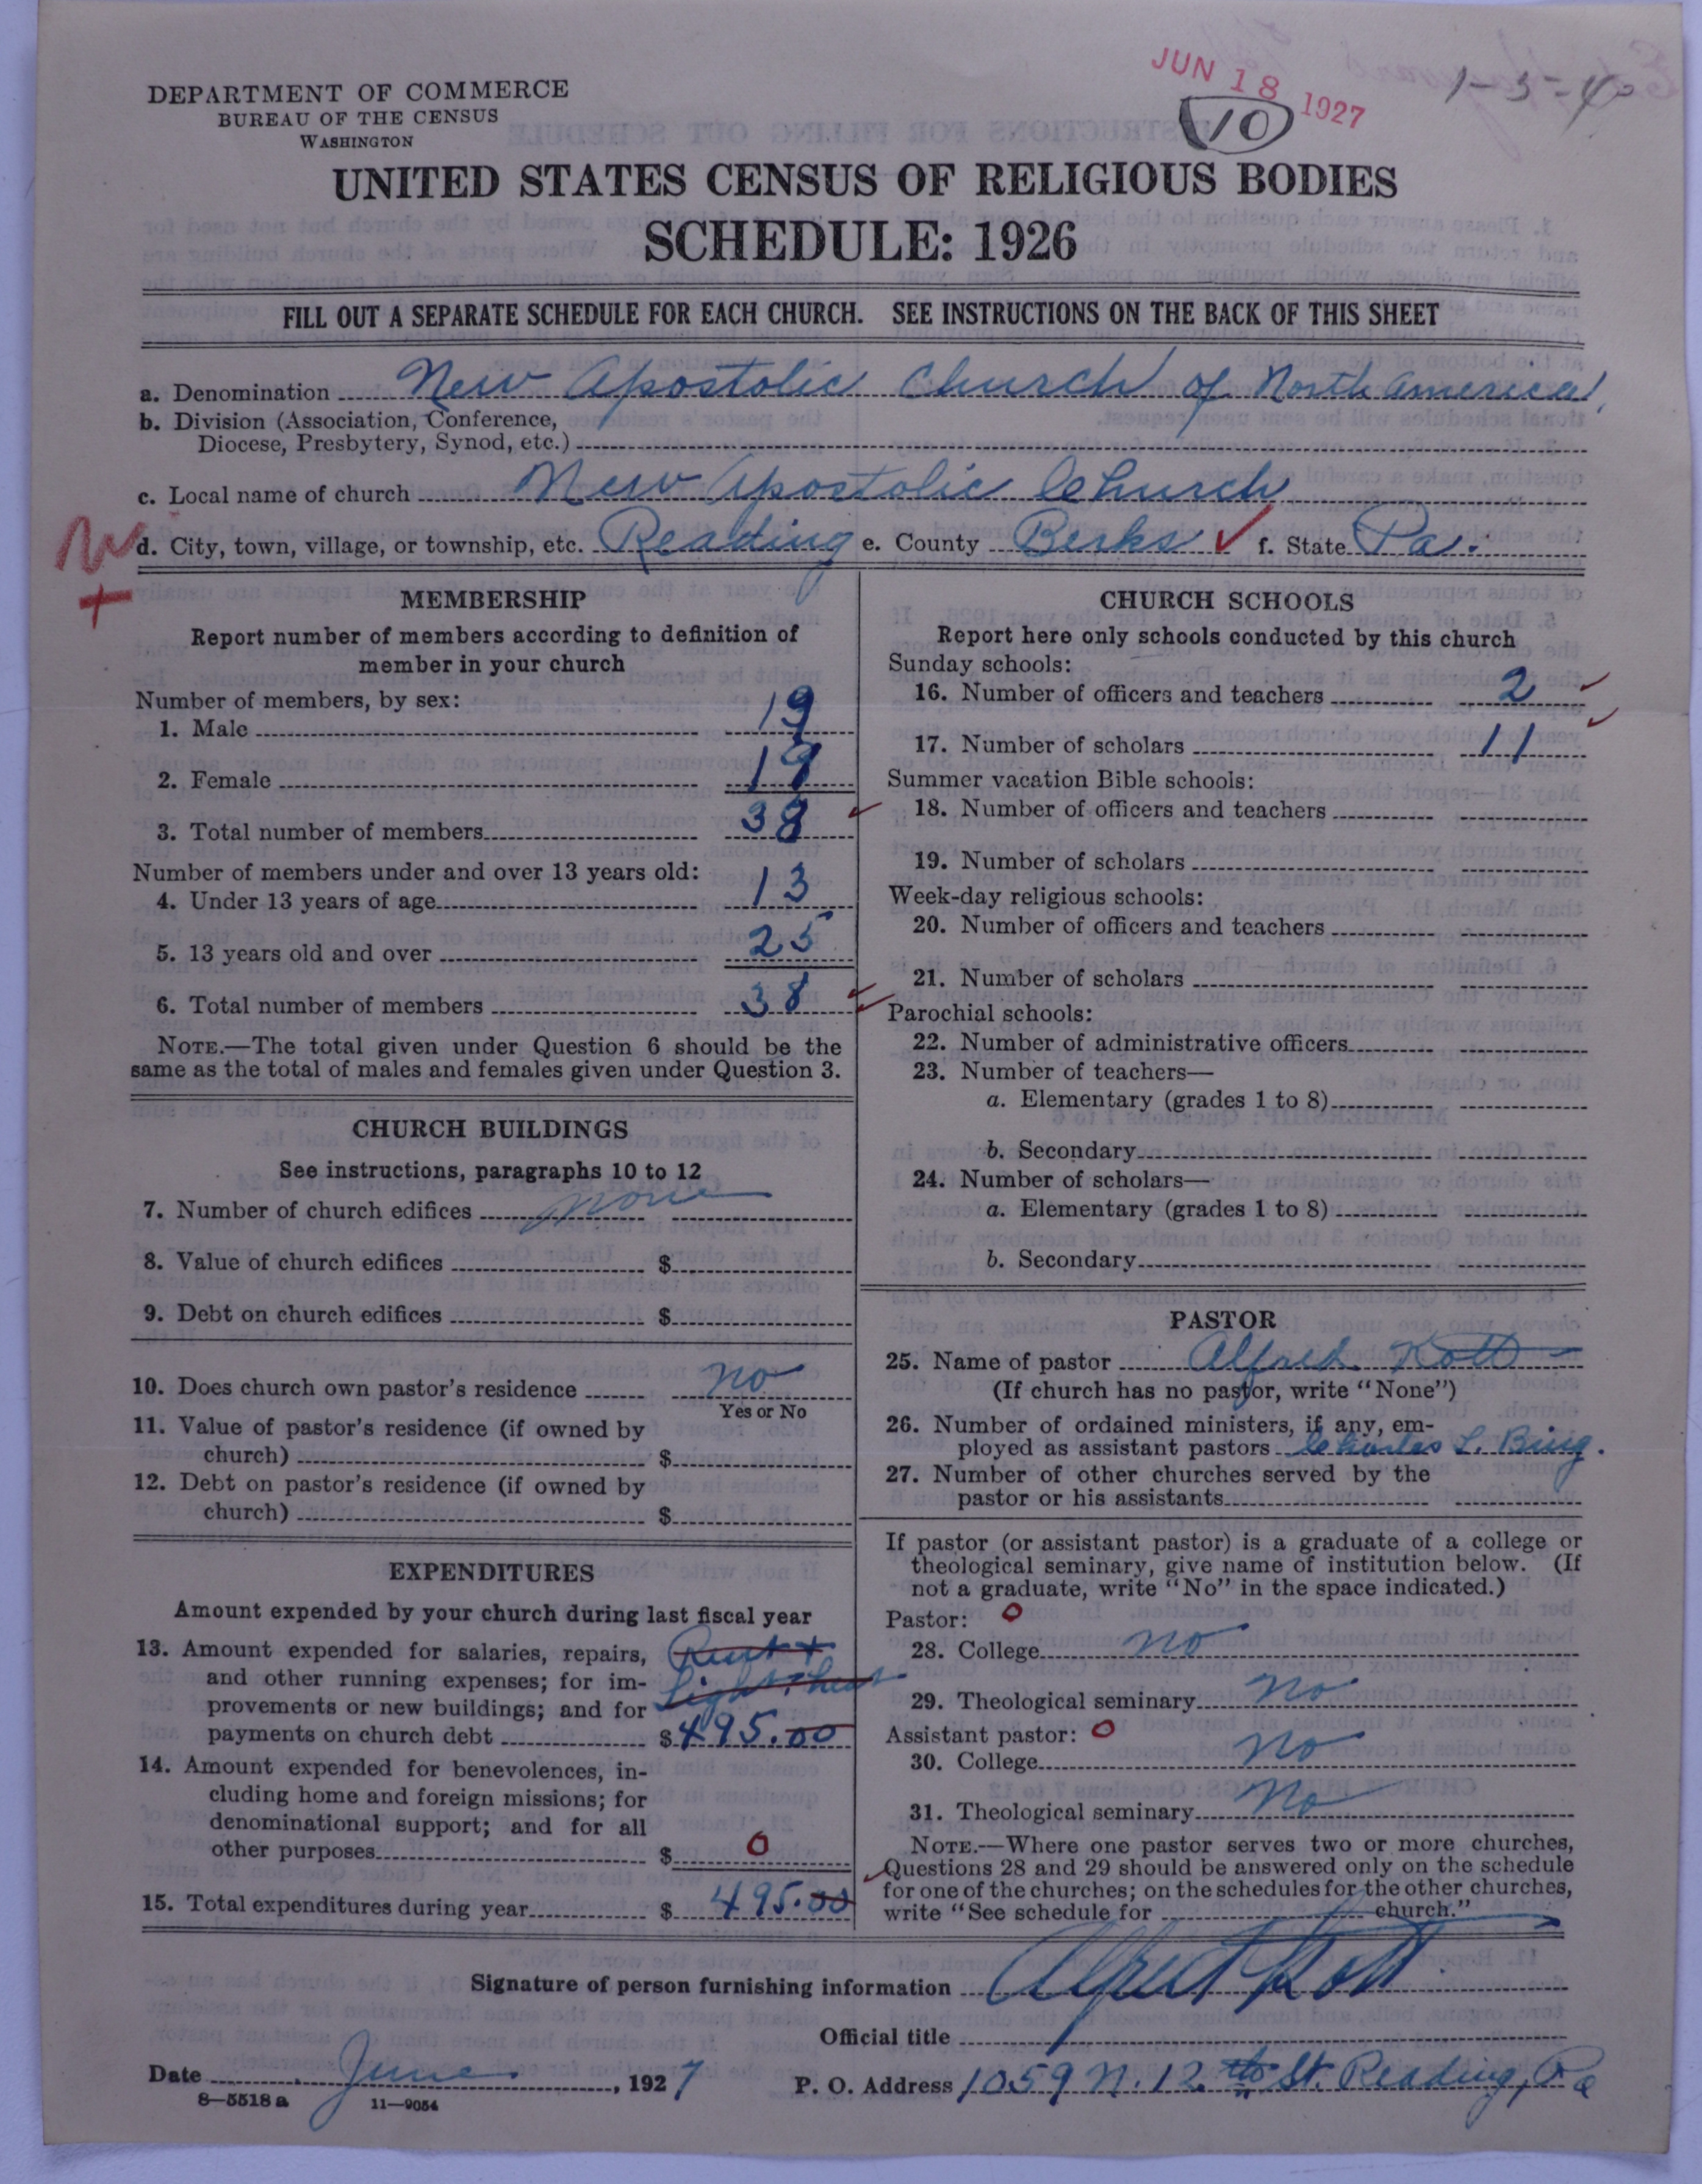 JUN 18 1927
10
1-3-40
DEPARTMENT OF COMMERCE
BUREAU OF THE CENSUS
WASHINGTON
UNITED STATES CENSUS OF RELIGIOUS BODIES
SCHEDULE: 1926
FILL OUT A SEPARATE SCHEDULE FOR EACH CHURCH. SEE INSTRUCTIONS ON THE BACK OF THIS SHEET
a. Denomination New Apostolic Church of North America.
b. Division (Association, Conference,
Diocese, Presbytery, Synod, etc.)
c. Local name of church New Apostolic Church
d. City, town, village, or township, etc. Reading e. County Berks ✓ f. State Pa.
MEMBERSHIP
Report number of members according to definition of
member in your church
Number of members, by sex:
1. Male 19
2. Female 19
3. Total number of members 38
Number of members under and over 13 years old:
4. Under 13 years of age 13
5. 13 years old and over 25
6. Total number of members 38
NOTE.—The total given under Question 6 should be the
same as the total of males and females given under Question 3.
CHURCH BUILDINGS
See instructions, paragraphs 10 to 12
7. Number of church edifices none
8. Value of church edifices $
9. Debt on church edifices $
10. Does church own pastor's residence no
Yes or No
11. Value of pastor's residence (if owned by
church) $
12. Debt on pastor's residence (if owned by
church) $
EXPENDITURES
Amount expended by your church during last fiscal year
13. Amount expended for salaries, repairs, Rent +
and other running expenses; for im- Light + heat
provements or new buildings; and for
payments on church debt $ 495.00
14. Amount expended for benevolences, in-
cluding home and foreign missions; for
denominational support; and for all
other purposes $ 0
15. Total expenditures during year $ 495.00
CHURCH SCHOOLS
Report here only schools conducted by this church
Sunday schools:
16. Number of officers and teachers 2
17. Number of scholars 11
Summer vacation Bible schools:
18. Number of officers and teachers
19. Number of scholars
Week-day religious schools:
20. Number of officers and teachers
21. Number of scholars
Parochial schools:
22. Number of administrative officers
23. Number of teachers—
a. Elementary (grades 1 to 8)
b. Secondary
24. Number of scholars—
a. Elementary (grades 1 to 8)
b. Secondary
PASTOR
25. Name of pastor Alfred Kott
(If church has no pastor, write "None")
26. Number of ordained ministers, if any, em-
ployed as assistant pastors Charles L. Bing.
27. Number of other churches served by the
pastor or his assistants
If pastor (or assistant pastor) is a graduate of a college or
theological seminary, give name of institution below. (If
not a graduate, write "No" in the space indicated.)
Pastor: 0
28. College no
29. Theological seminary no.
Assistant pastor: 0
30. College no
31. Theological seminary No
NOTE.—Where one pastor serves two or more churches,
Questions 28 and 29 should be answered only on the schedule
for one of the churches; on the schedules for the other churches,
write "See schedule for church."
Signature of person furnishing information Alfred Kott
Official title
Date June, 1927 P. O. Address 1059 N. 12th St. Reading, Pa
8—5518 a 11—9054